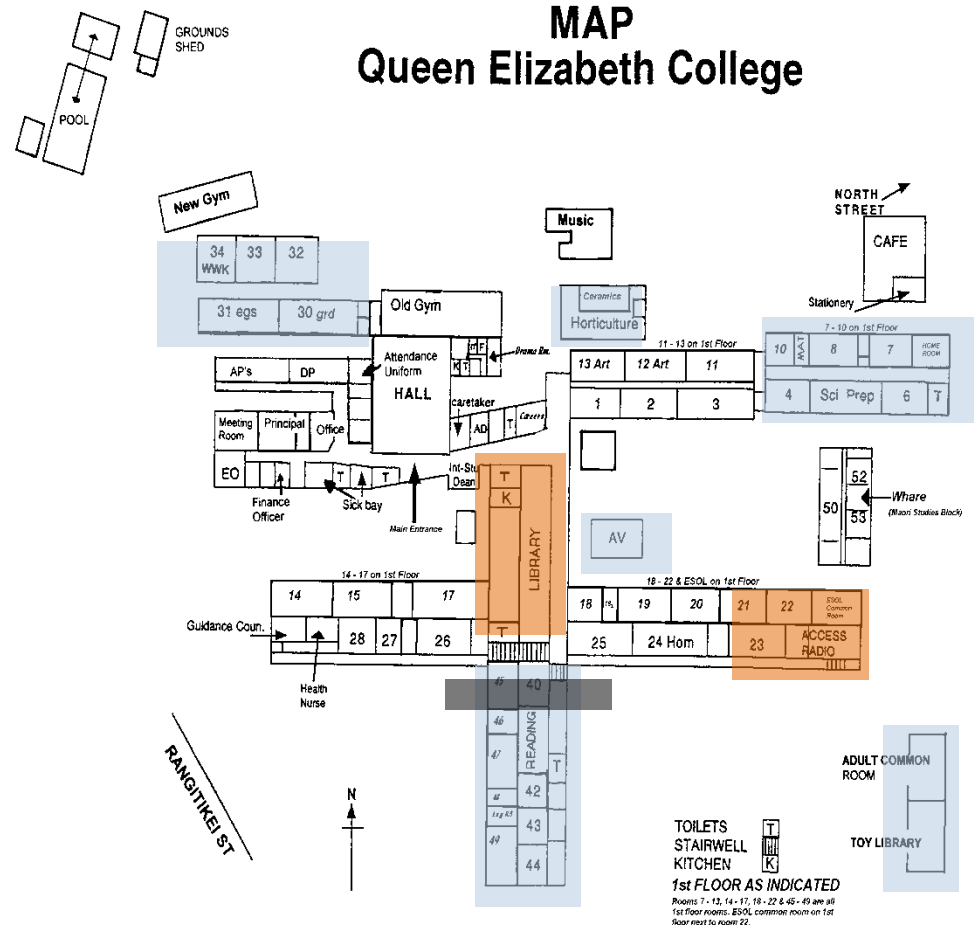 MAP
Queen Elizabeth College
GROUNDS
SHED
POOL
New Gym
Music
NORTH
STREET
CAFE
Stationery
34
WWK
33
32
31 egs
30 grd
Old Gym
Ceramics
Horticulture
7 - 10 on 1st Floor
10
MAT
8
7
HOME
ROOM
4
Sci Prep
6
T
11 - 13 on 1st Floor
13 Art
12 Art
11
1
2
3
Drama Rm.
F
K
T
AP's
DP
Attendance
Uniform
HALL
caretaker
AD
T
Careers
Meeting
Room
Principal
Office
EO
T
T
Int-Stu
Dean
Finance
Officer
Sick bay
Main Entrance
T
K
LIBRARY
T
AV
50
52
53
Whare
(Maori Studies Block)
14 - 17 on 1st Floor
14
15
17
Guidance Coun.
28
27
26
Health
Nurse
18 - 22 & ESOL on 1st Floor
18
19
20
21
22
ESOL
Common
Room
25
24 Hom
23
ACCESS
RADIO
45
40
46
READING
47
T
42
43
49
44
RANGITIKEI ST
N
ADULT COMMON
ROOM
TOY LIBRARY
TOILETS T
STAIRWELL
KITCHEN K
1st FLOOR AS INDICATED
Rooms 7 - 13, 14 - 17, 18 - 22 & 45 - 49 are all
1st floor rooms. ESOL common room on 1st
floor next to room 22.